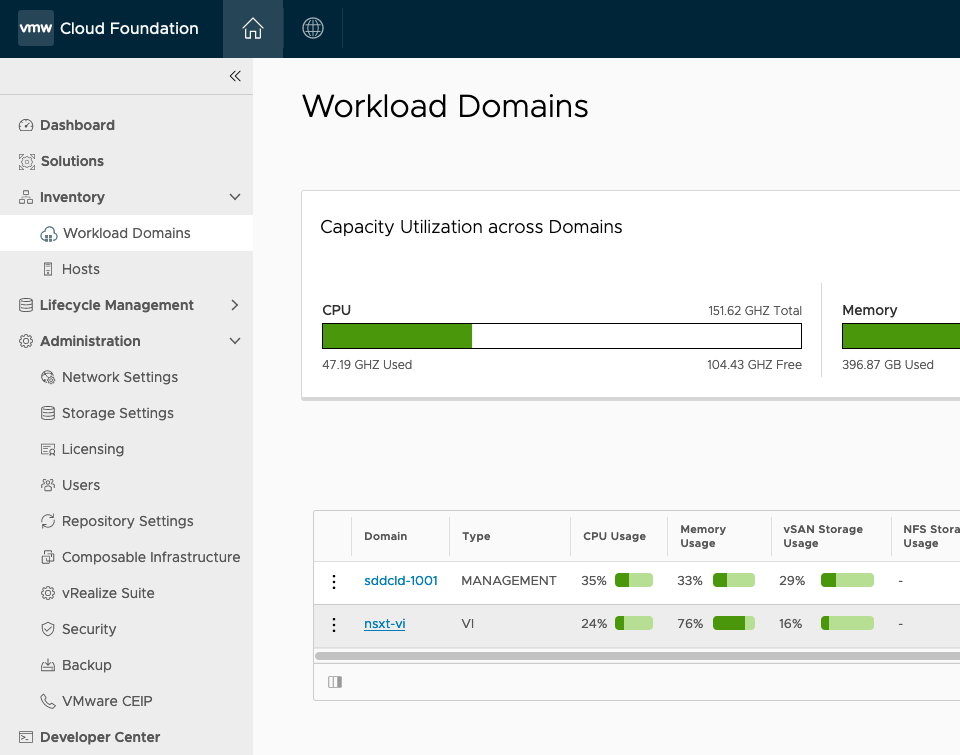 vmw Cloud Foundation
Dashboard
Solutions
Inventory
Workload Domains
Hosts
Lifecycle Management
Administration
Network Settings
Storage Settings
Licensing
Users
Repository Settings
Composable Infrastructure
vRealize Suite
Security
Backup
VMware CEIP
Developer Center
Workload Domains
Capacity Utilization across Domains
CPU 151.62 GHZ Total
47.19 GHZ Used 104.43 GHZ Free
Memory
396.87 GB Used
Domain Type CPU Usage Memory Usage vSAN Storage Usage NFS Stora Usage
sddcld-1001 MANAGEMENT 35% 33% 29% -
nsxt-vi VI 24% 76% 16% -